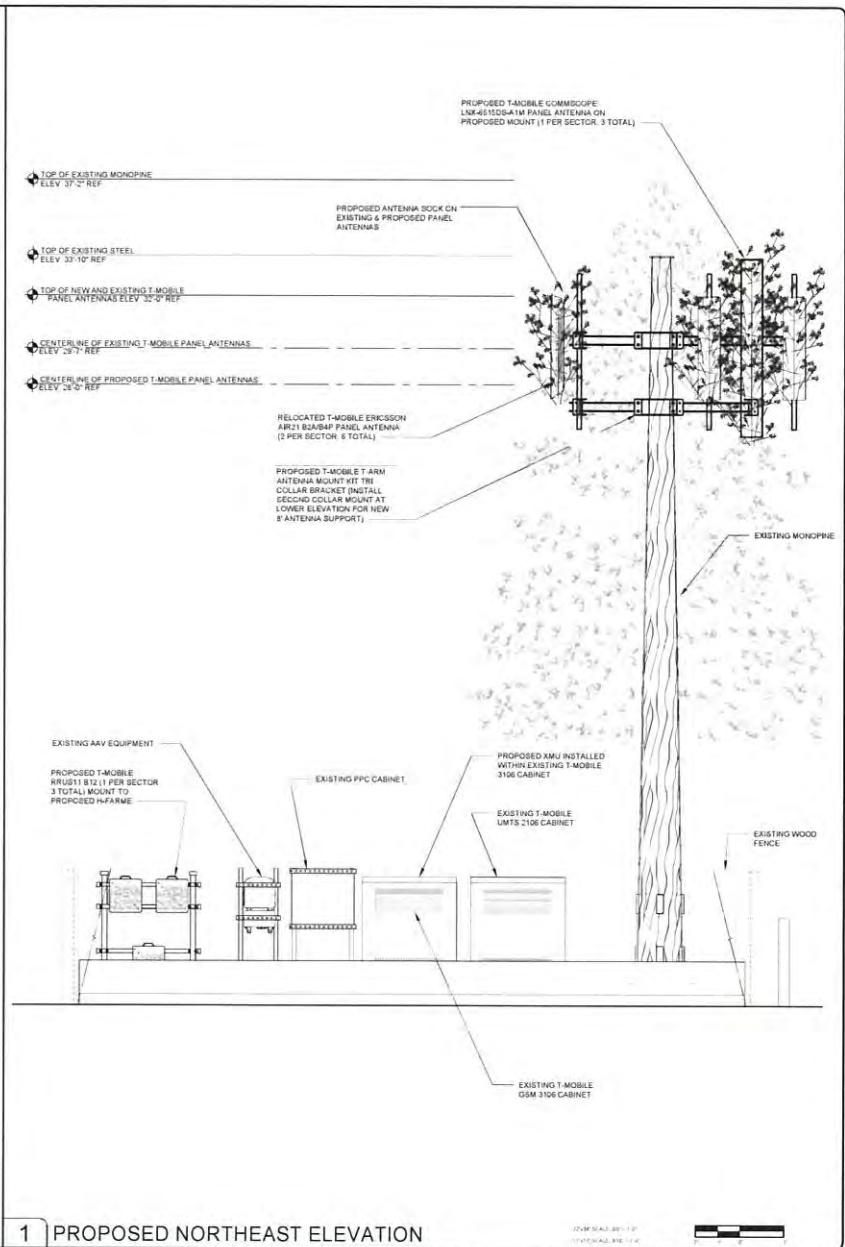 PROPOSED T-MOBILE COMMSCOPE
LNX-6515DS-A1M PANEL ANTENNA ON
PROPOSED MOUNT (1 PER SECTOR, 3 TOTAL)
TOP OF EXISTING MONOPINE
ELEV 37'-2" REF
PROPOSED ANTENNA SOCK ON
EXISTING & PROPOSED PANEL
ANTENNAS
TOP OF EXISTING STEEL
ELEV 33'-10" REF
TOP OF NEW AND EXISTING T-MOBILE
PANEL ANTENNAS ELEV 32'-0" REF
CENTERLINE OF EXISTING T-MOBILE PANEL ANTENNAS
ELEV 29'-7" REF
CENTERLINE OF PROPOSED T-MOBILE PANEL ANTENNAS
ELEV 28'-0" REF
RELOCATED T-MOBILE ERICSSON
AIR21 B2A/B4P PANEL ANTENNA
(2 PER SECTOR, 6 TOTAL)
PROPOSED T-MOBILE T-ARM
ANTENNA MOUNT KIT TRI
COLLAR BRACKET (INSTALL
SECOND COLLAR MOUNT AT
LOWER ELEVATION FOR NEW
8' ANTENNA SUPPORT)
EXISTING MONOPINE
EXISTING AAV EQUIPMENT
PROPOSED T-MOBILE
RRUS11 B12 (1 PER SECTOR
3 TOTAL) MOUNT TO
PROPOSED H-FARME
EXISTING PPC CABINET
PROPOSED XMU INSTALLED
WITHIN EXISTING T-MOBILE
3106 CABINET
EXISTING T-MOBILE
UMTS 2106 CABINET
EXISTING WOOD
FENCE
EXISTING T-MOBILE
GSM 3106 CABINET
1 PROPOSED NORTHEAST ELEVATION